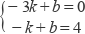 − 3k + b = 0
− k + b = 4